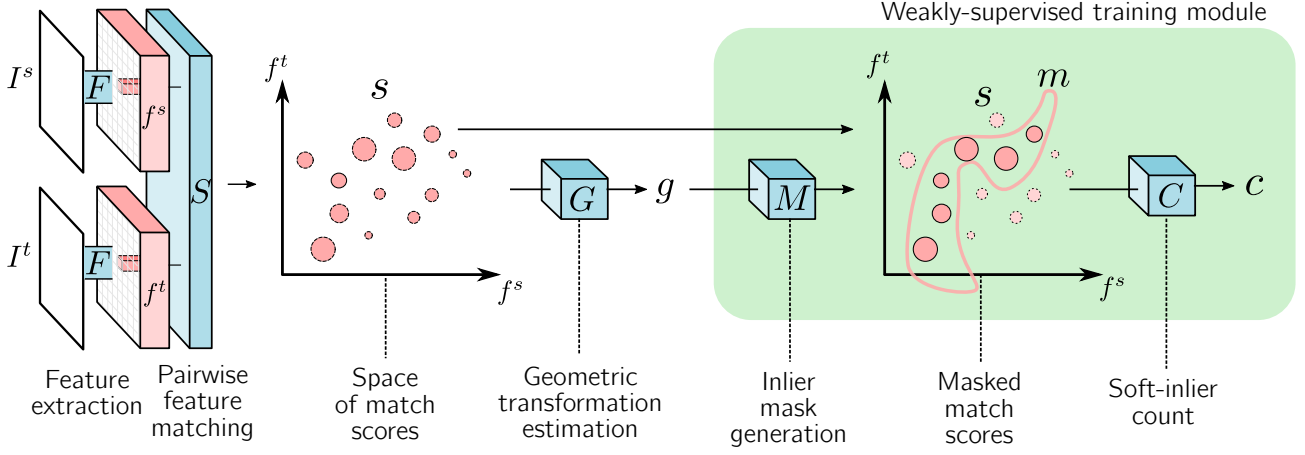 Weakly-supervised training module
I^s
F
f^s
I^t
F
f^t
S
f^t
s
f^s
G
g
M
f^t
s
m
f^s
C
c
Feature
extraction
Pairwise
feature
matching
Space
of match
scores
Geometric
transformation
estimation
Inlier
mask
generation
Masked
match
scores
Soft-inlier
count